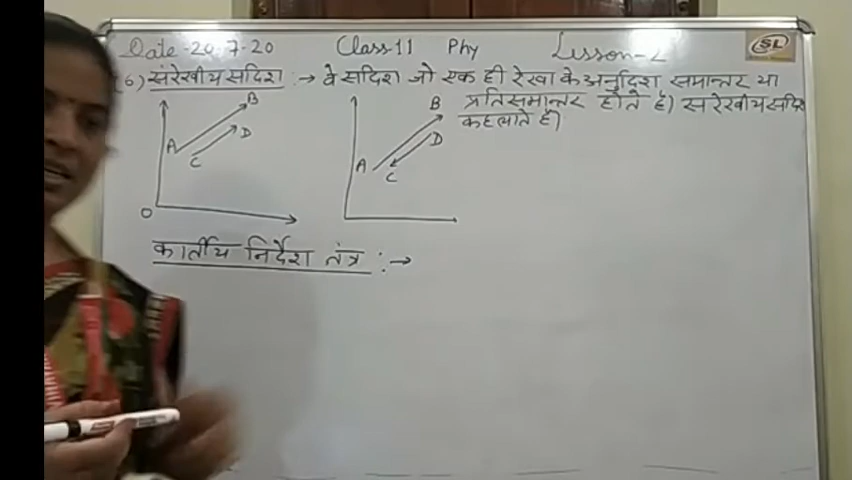 Date-20-7-20 Class-11 Phy Lesson-2
SL
(6) संरेखीय सदिश :→ वे सदिश जो एक ही रेखा के अनुदिश, समान्तर या
प्रतिसमान्तर होते है) सरेखीय सदिश
कहलाते है)
B
A
D
C
O
B
D
A
C
कार्तीय निर्देश तंत्र :→